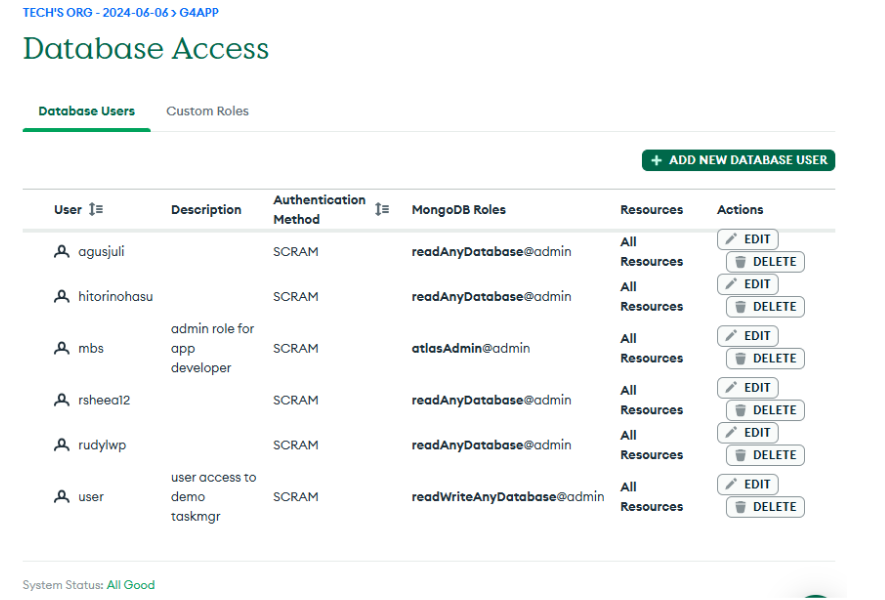 TECH'S ORG - 2024-06-06 > G4APP
Database Access
Database Users Custom Roles
+ ADD NEW DATABASE USER
User Description Authentication Method MongoDB Roles Resources Actions
agusjuli SCRAM readAnyDatabase@admin All Resources EDIT DELETE
hitorinohasu SCRAM readAnyDatabase@admin All Resources EDIT DELETE
mbs admin role for app developer SCRAM atlasAdmin@admin All Resources EDIT DELETE
rsheea12 SCRAM readAnyDatabase@admin All Resources EDIT DELETE
rudylwp SCRAM readAnyDatabase@admin All Resources EDIT DELETE
user user access to demo taskmgr SCRAM readWriteAnyDatabase@admin All Resources EDIT DELETE
System Status: All Good